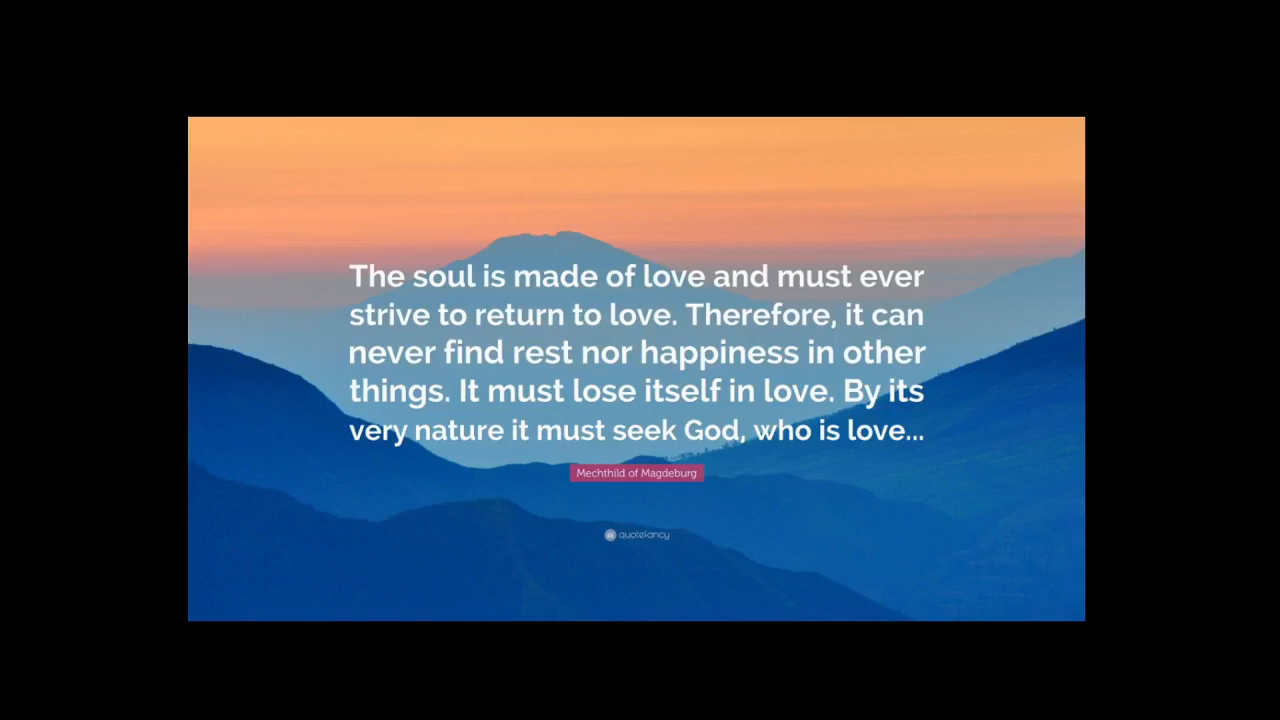 The soul is made of love and must ever
strive to return to love. Therefore, it can
never find rest nor happiness in other
things. It must lose itself in love. By its
very nature it must seek God, who is love...
Mechthild of Magdeburg
quotefancy